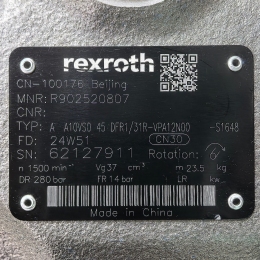 rexroth
CN-100176 Beijing
MNR: R902520807
CNR:
TYP: A A10VSO 45 DFR1/31R-VPA12N00 -S1648
FD: 24W51 CN30
SN: 62127911 Rotation:
n 1500 min⁻¹ Vg 37 cm³ m 23.5 kg
DR 280 bar FR 14 bar LR kw
Made in China